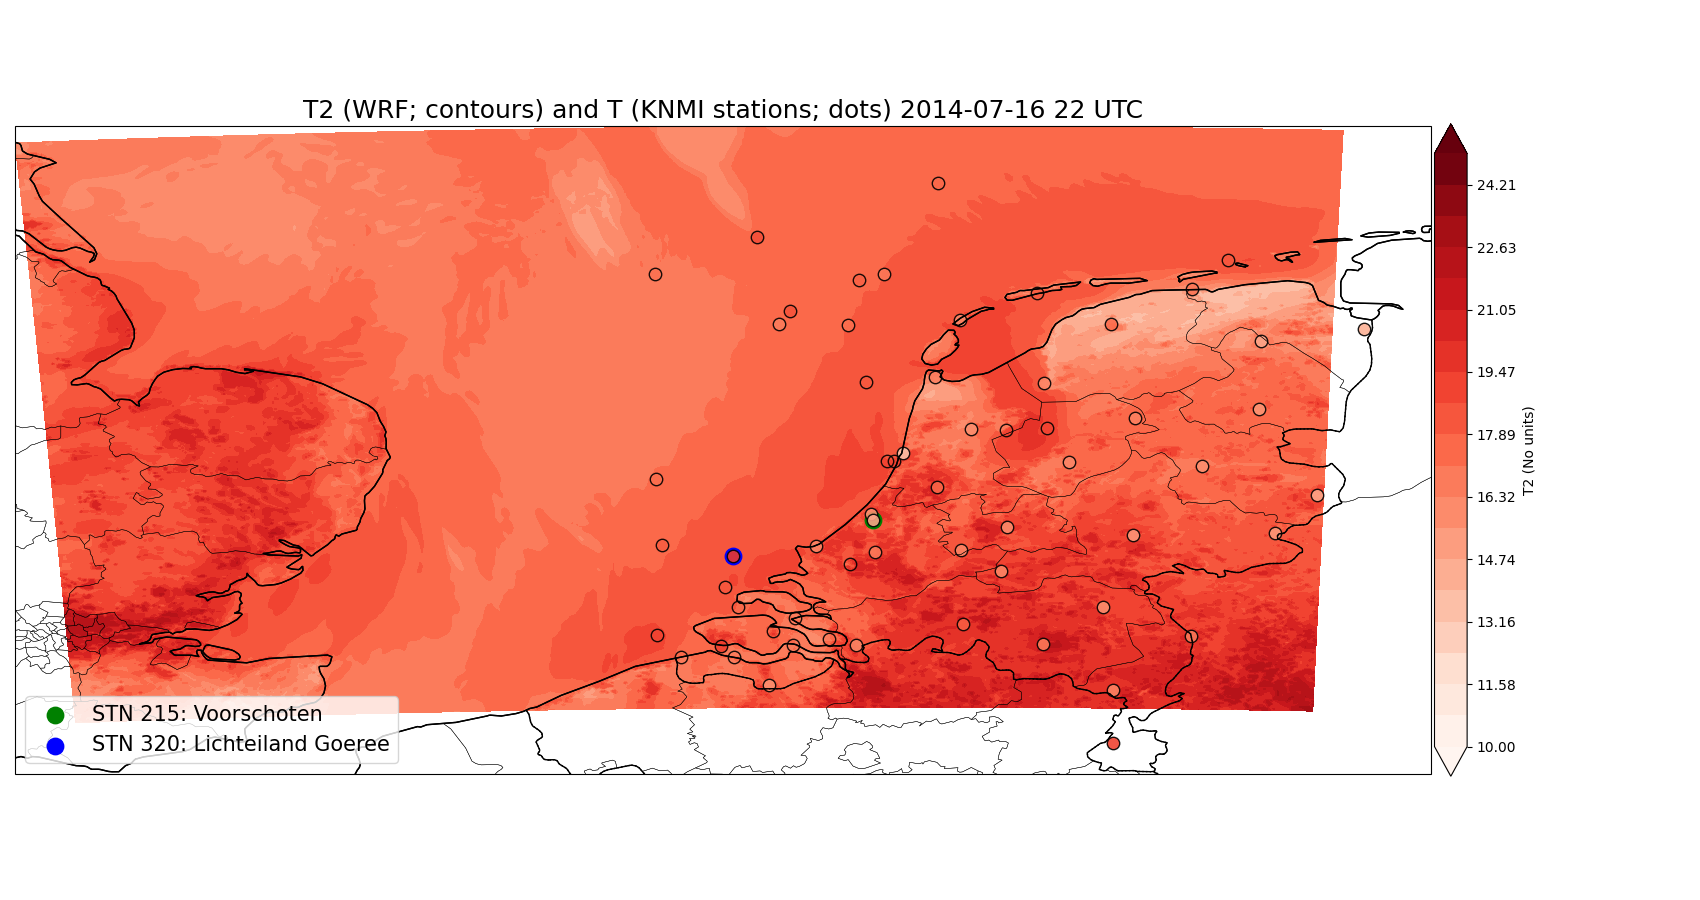 T2 (WRF; contours) and T (KNMI stations; dots) 2014-07-16 22 UTC
24.21
22.63
21.05
19.47
17.89
16.32
14.74
13.16
11.58
10.00
T2 (No units)
STN 215: Voorschoten
STN 320: Lichteiland Goeree